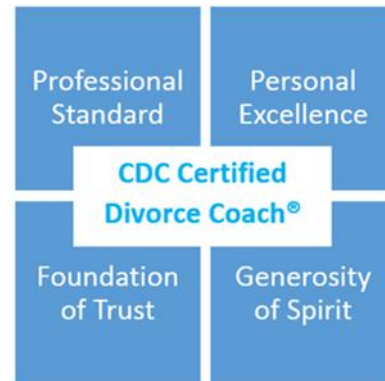 Professional
Standard
Personal
Excellence
CDC Certified
Divorce Coach®
Foundation
of Trust
Generosity
of Spirit